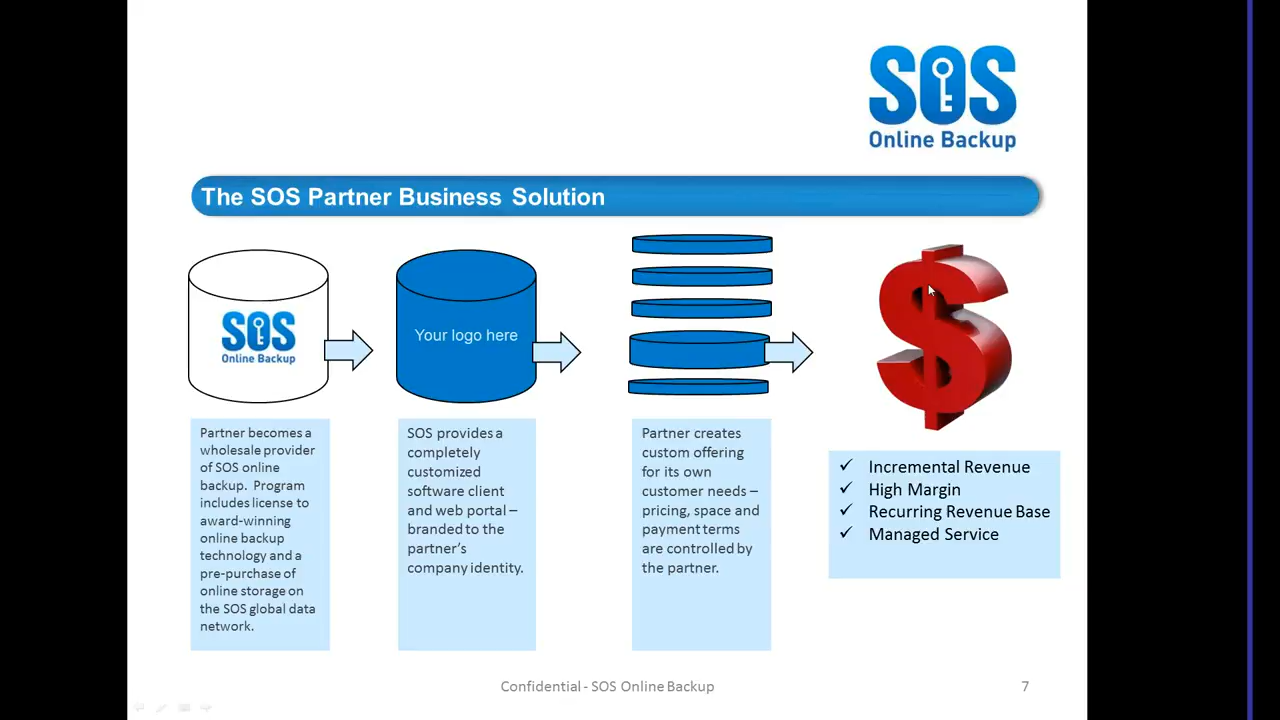 SOS
Online Backup
The SOS Partner Business Solution
SOS
Online Backup
Your logo here
$
Partner becomes a
wholesale provider
of SOS online
backup. Program
includes license to
award-winning
online backup
technology and a
pre-purchase of
online storage on
the SOS global data
network.
SOS provides a
completely
customized
software client
and web portal –
branded to the
partner's
company identity.
Partner creates
custom offering
for its own
customer needs –
pricing, space and
payment terms
are controlled by
the partner.
✓ Incremental Revenue
✓ High Margin
✓ Recurring Revenue Base
✓ Managed Service
Confidential - SOS Online Backup
7